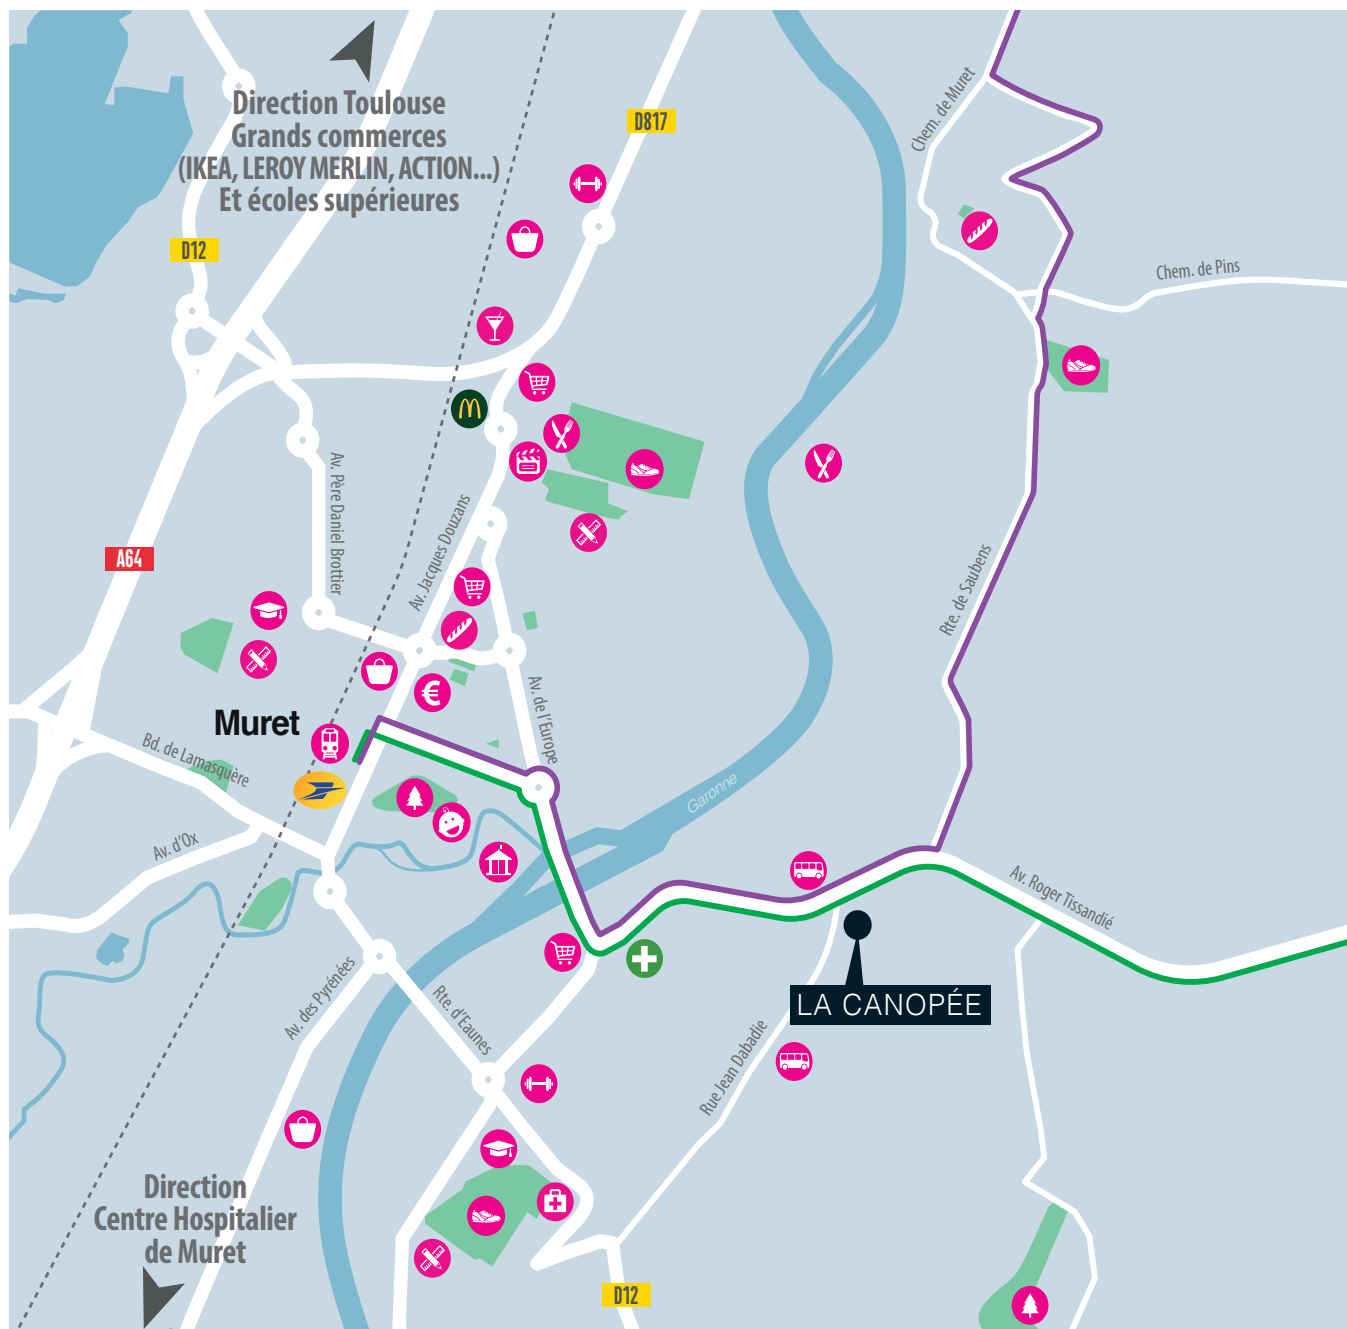 Direction Toulouse
Grands commerces
(IKEA, LEROY MERLIN, ACTION...)
Et écoles supérieures
D817
Chem. de Muret
D12
Chem. de Pins
Av. Père Daniel Brottier
Av. Jacques Douzans
A64
Rte. de Saubens
Muret
Av. de l'Europe
Bd. de Lamasquère
Garonne
Av. d'Ox
Av. Roger Tissandié
LA CANOPÉE
Av. des Pyrénées
Rte. d'Eaunes
Rue Jean Dabadie
Direction
Centre Hospitalier
de Muret
D12